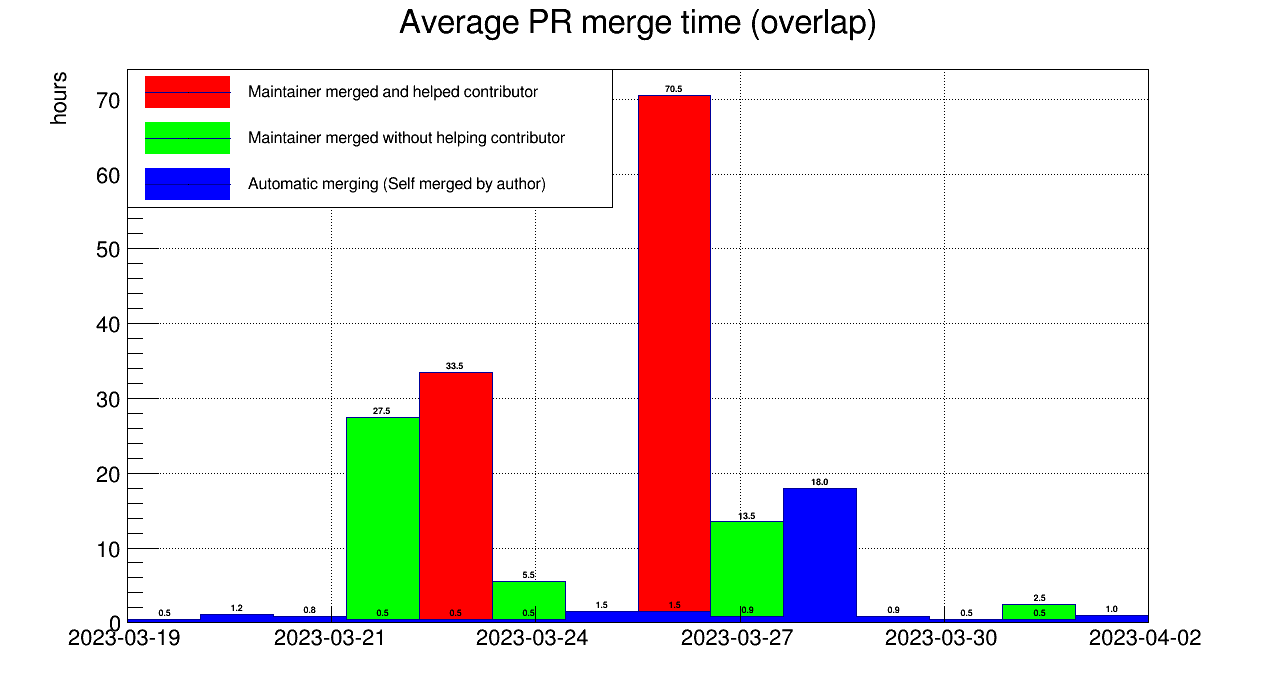 Average PR merge time (overlap)
hours
Maintainer merged and helped contributor
Maintainer merged without helping contributor
Automatic merging (Self merged by author)
70
60
50
40
30
20
10
0
70.5
33.5
27.5
18.0
13.5
5.5
2.5
0.5 1.2 0.8 0.5 0.5 0.5 1.5 1.5 0.9 0.9 0.5 0.5 1.0
2023-03-19 2023-03-21 2023-03-24 2023-03-27 2023-03-30 2023-04-02